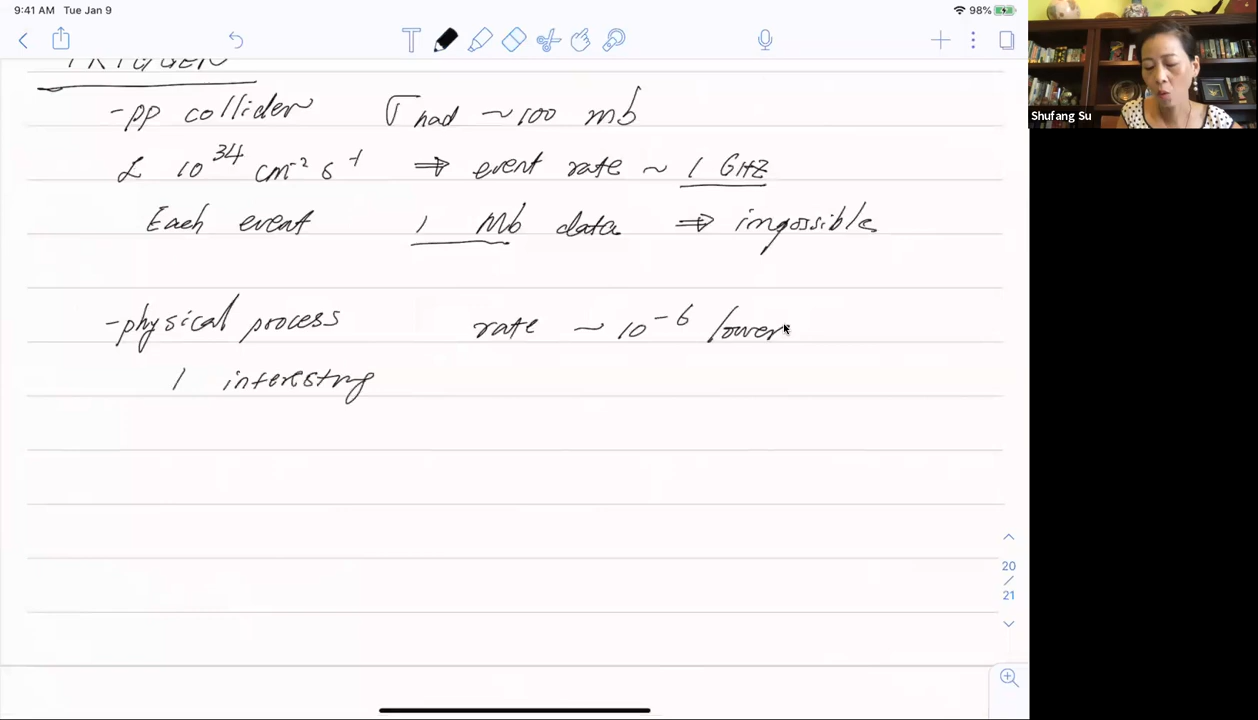 9:41 AM Tue Jan 9
98%
TRIGGER
-pp collider σhad ~100 mb
L 10^34 cm^-2 s^-1 ⇒ event rate ~ 1 GHz
Each event 1 Mb data ⇒ impossible
-physical process rate ~ 10^-6 lower
1 interesting
20
/
21
Shufang Su